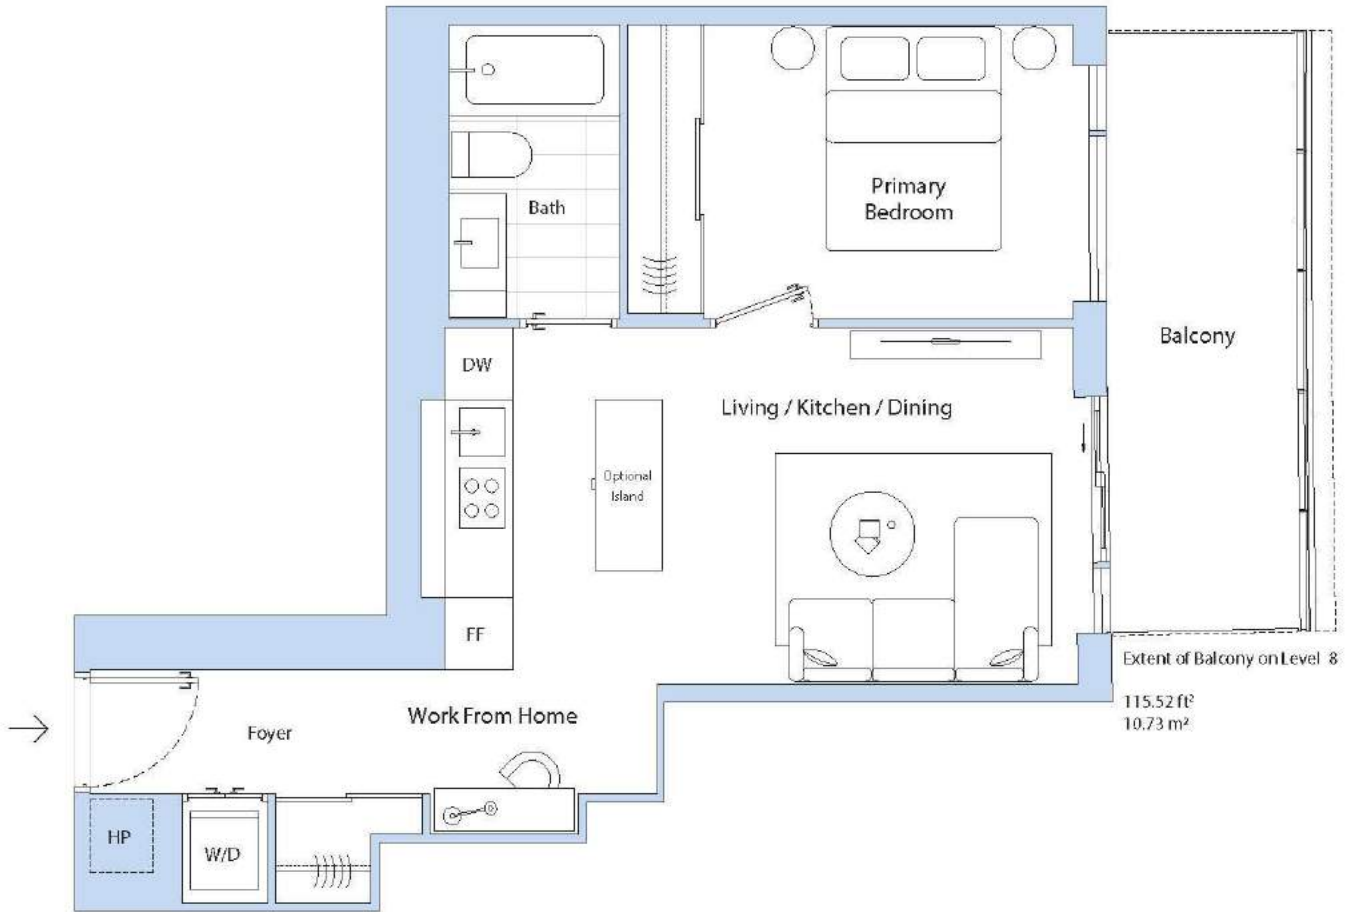 Primary
Bedroom
Bath
Balcony
DW
Living / Kitchen / Dining
Optional
Island
FF
Extent of Balcony on Level 8
115.52 ft²
10.73 m²
Work From Home
Foyer
HP
W/D